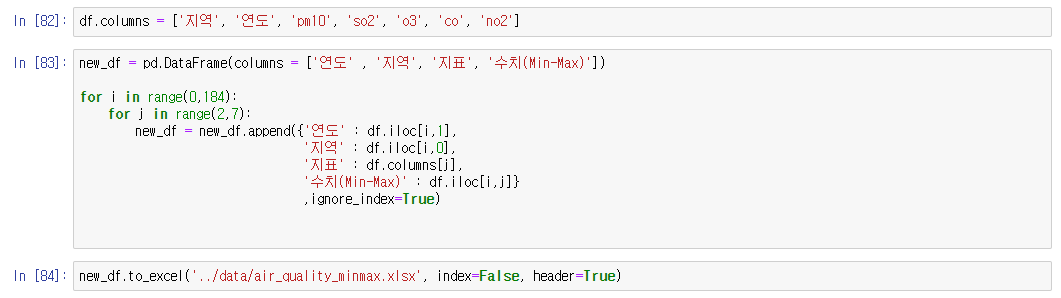 In [82]: df.columns = ['지역', '연도', 'pm10', 'so2', 'o3', 'co', 'no2']
In [83]: new_df = pd.DataFrame(columns = ['연도' , '지역', '지표', '수치(Min-Max)'])
for i in range(0,184):
    for j in range(2,7):
        new_df = new_df.append({'연도' : df.iloc[i,1],
                                '지역' : df.iloc[i,0],
                                '지표' : df.columns[j],
                                '수치(Min-Max)' : df.iloc[i,j]}
                                ,ignore_index=True)
In [84]: new_df.to_excel('../data/air_quality_minmax.xlsx', index=False, header=True)